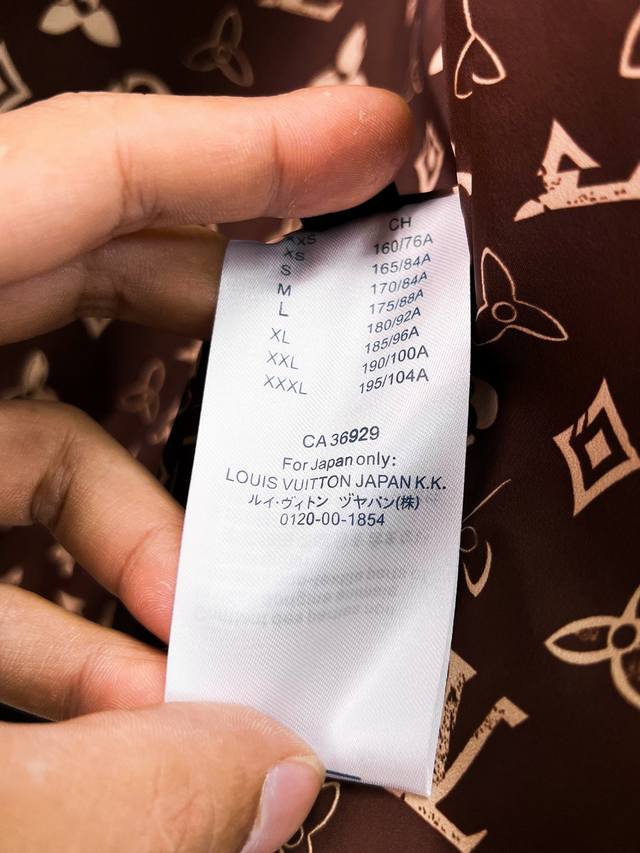 CH
XXS 160/76A
XS 165/84A
S 170/84A
M 175/88A
L 180/92A
XL 185/96A
XXL 190/100A
XXXL 195/104A
CA 36929
For Japan only:
LOUIS VUITTON JAPAN K.K.
ルイ・ヴィトン ヅヤパン(株)
0120-00-1854